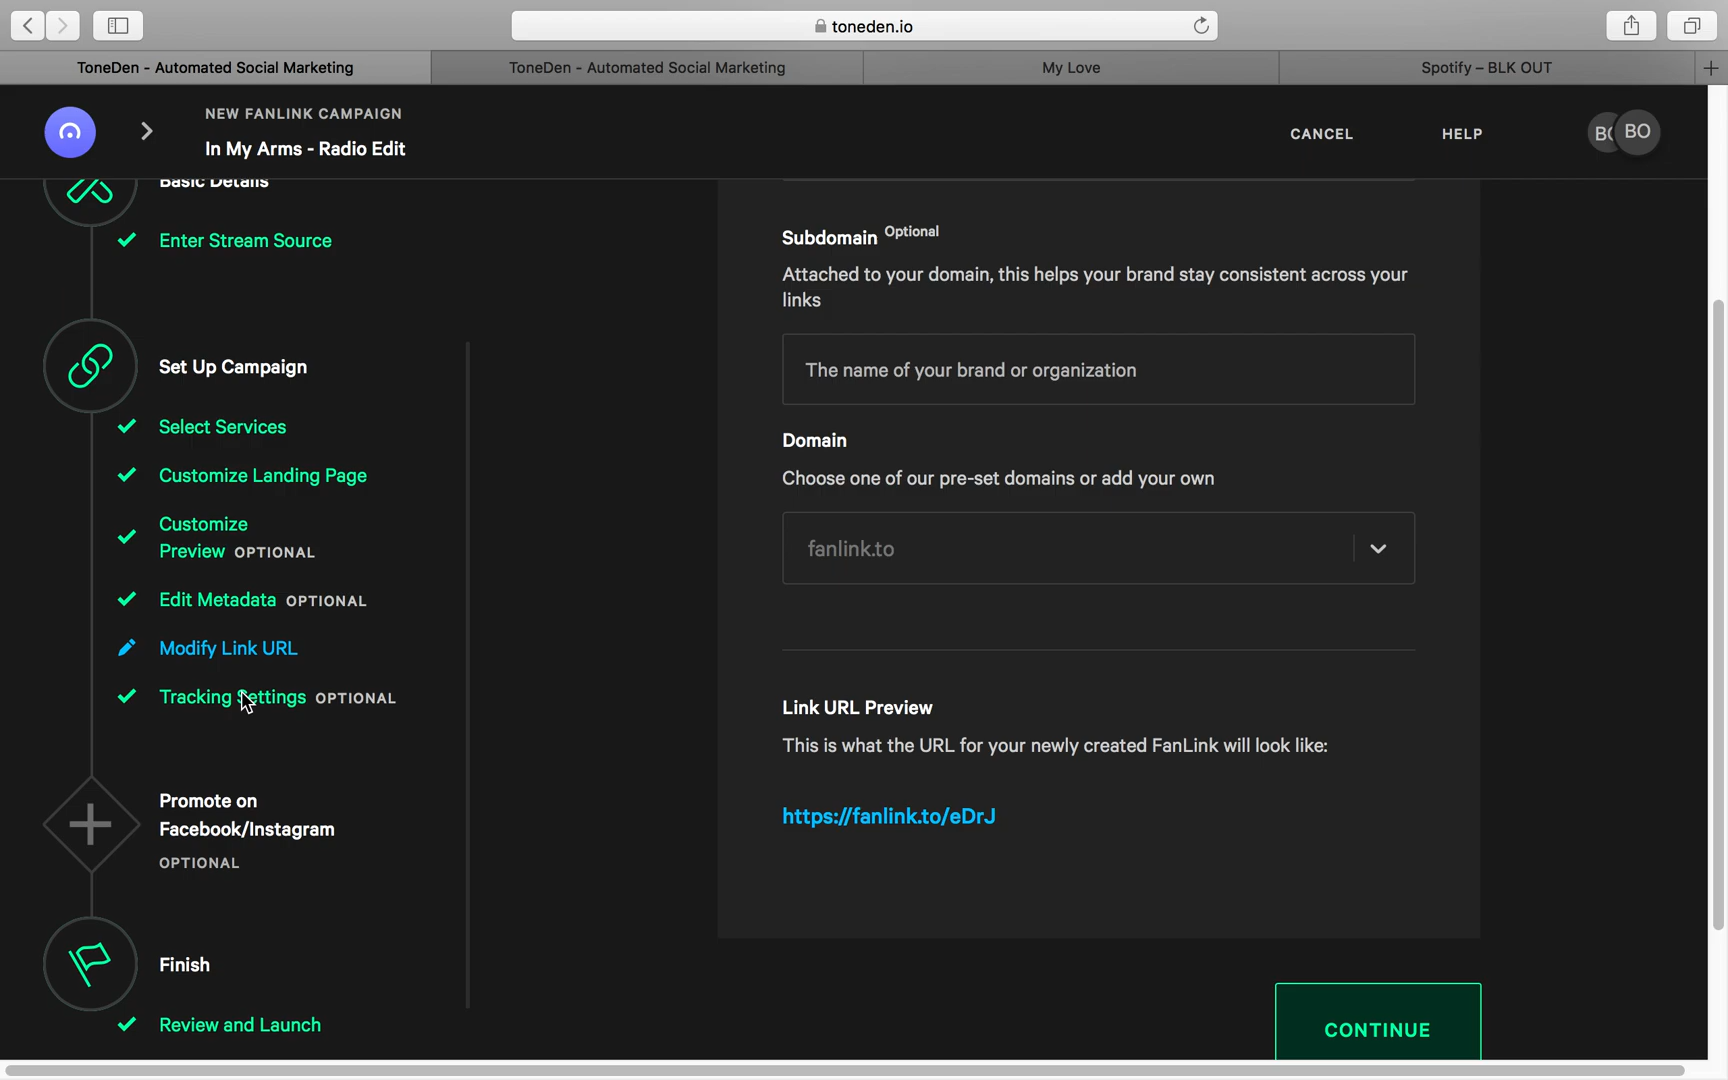 toneden.io
ToneDen - Automated Social Marketing
ToneDen - Automated Social Marketing
My Love
Spotify – BLK OUT
NEW FANLINK CAMPAIGN
In My Arms - Radio Edit
CANCEL
HELP
BO
Basic Details
Enter Stream Source
Set Up Campaign
Select Services
Customize Landing Page
Customize
Preview OPTIONAL
Edit Metadata OPTIONAL
Modify Link URL
Tracking Settings OPTIONAL
Promote on
Facebook/Instagram
OPTIONAL
Finish
Review and Launch
Subdomain Optional
Attached to your domain, this helps your brand stay consistent across your
links
The name of your brand or organization
Domain
Choose one of our pre-set domains or add your own
fanlink.to
Link URL Preview
This is what the URL for your newly created FanLink will look like:
https://fanlink.to/eDrJ
CONTINUE